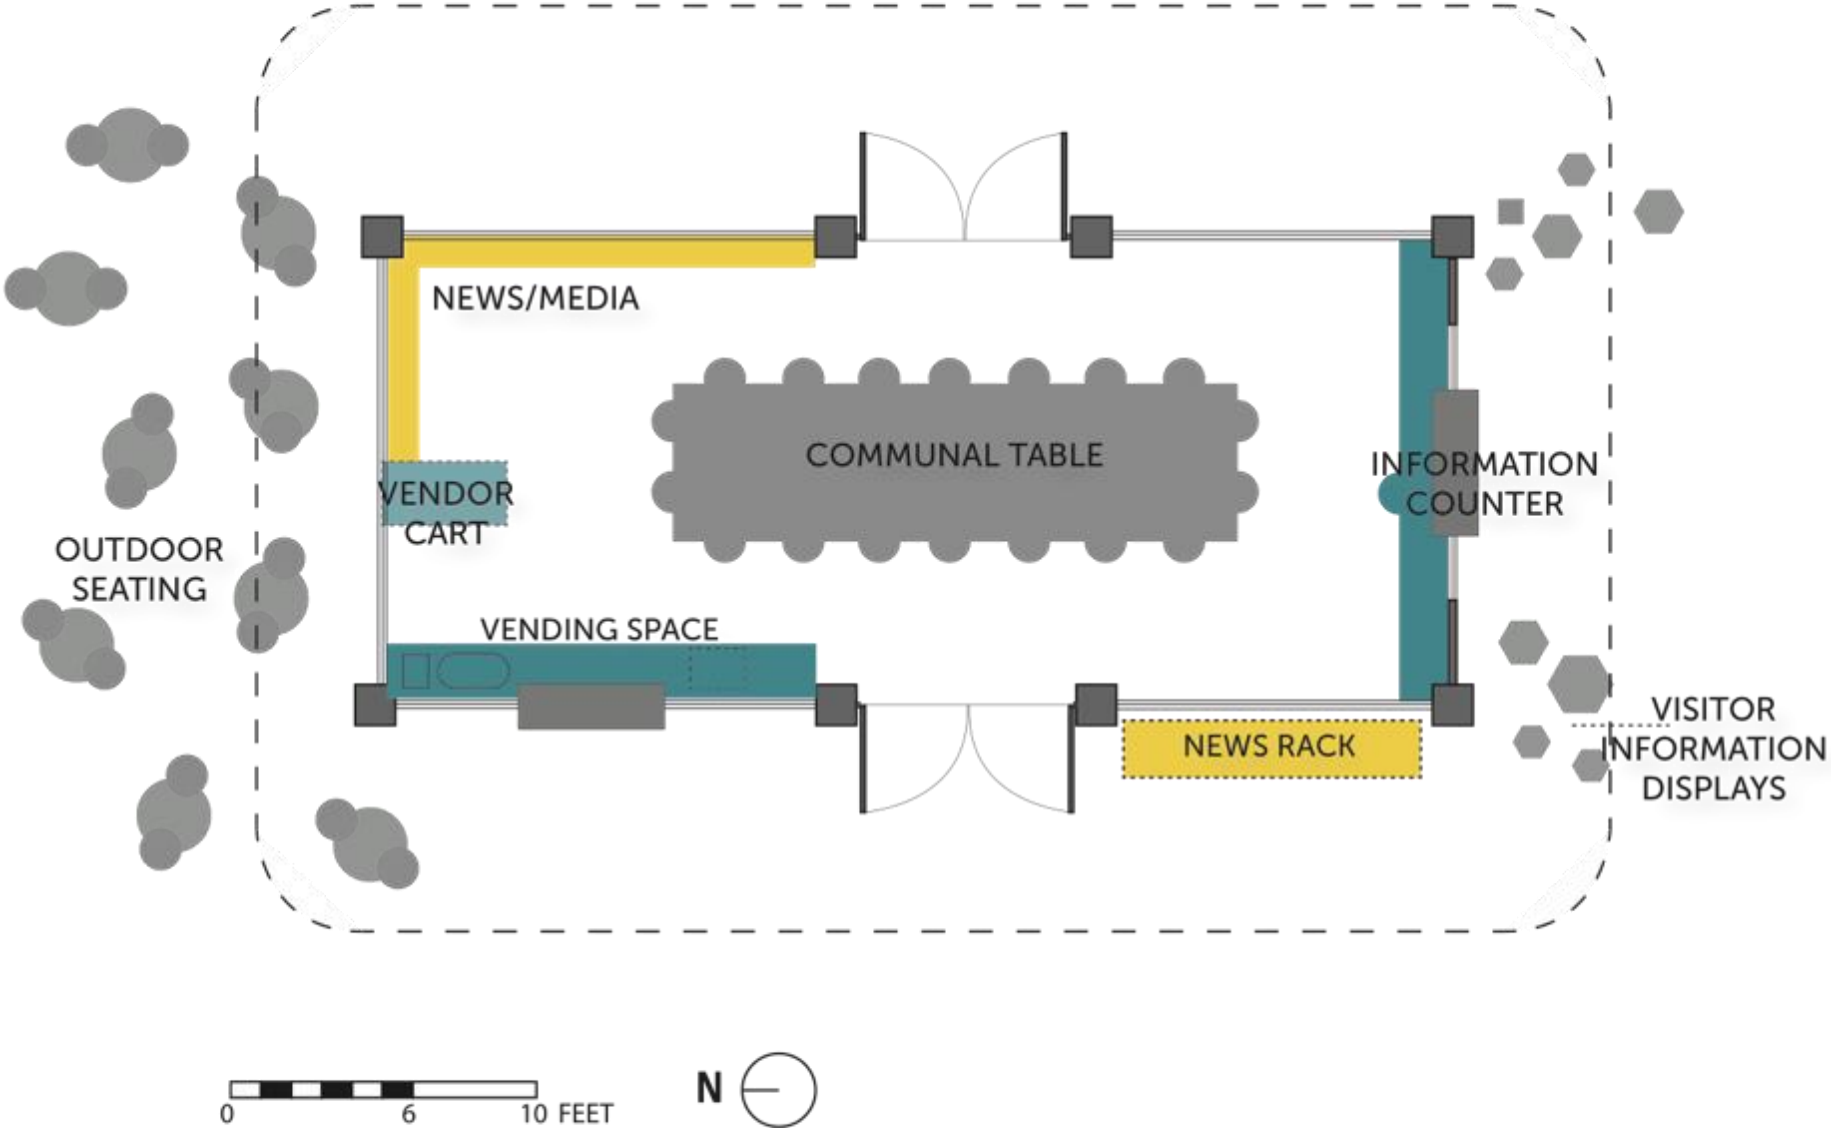 NEWS/MEDIA
COMMUNAL TABLE
INFORMATION
COUNTER
VENDOR
CART
OUTDOOR
SEATING
VENDING SPACE
NEWS RACK
VISITOR
INFORMATION
DISPLAYS
0 6 10 FEET
N